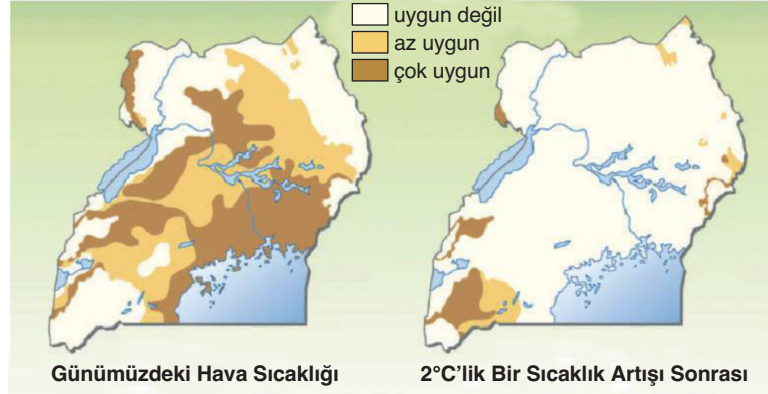 uygun değil
az uygun
çok uygun
Günümüzdeki Hava Sıcaklığı
2°C'lik Bir Sıcaklık Artışı Sonrası